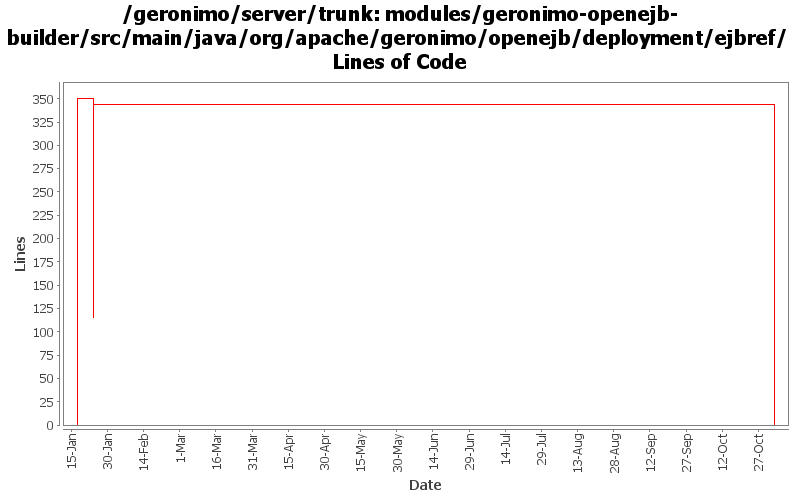 /geronimo/server/trunk: modules/geronimo-openejb-
builder/src/main/java/org/apache/geronimo/openejb/deployment/ejbref/
Lines of Code
350
325
300
275
250
225
200
175
150
125
100
75
50
25
0
Lines
15-Jan
30-Jan
14-Feb
1-Mar
16-Mar
31-Mar
15-Apr
30-Apr
15-May
30-May
14-Jun
29-Jun
14-Jul
29-Jul
13-Aug
28-Aug
12-Sep
27-Sep
12-Oct
27-Oct
Date